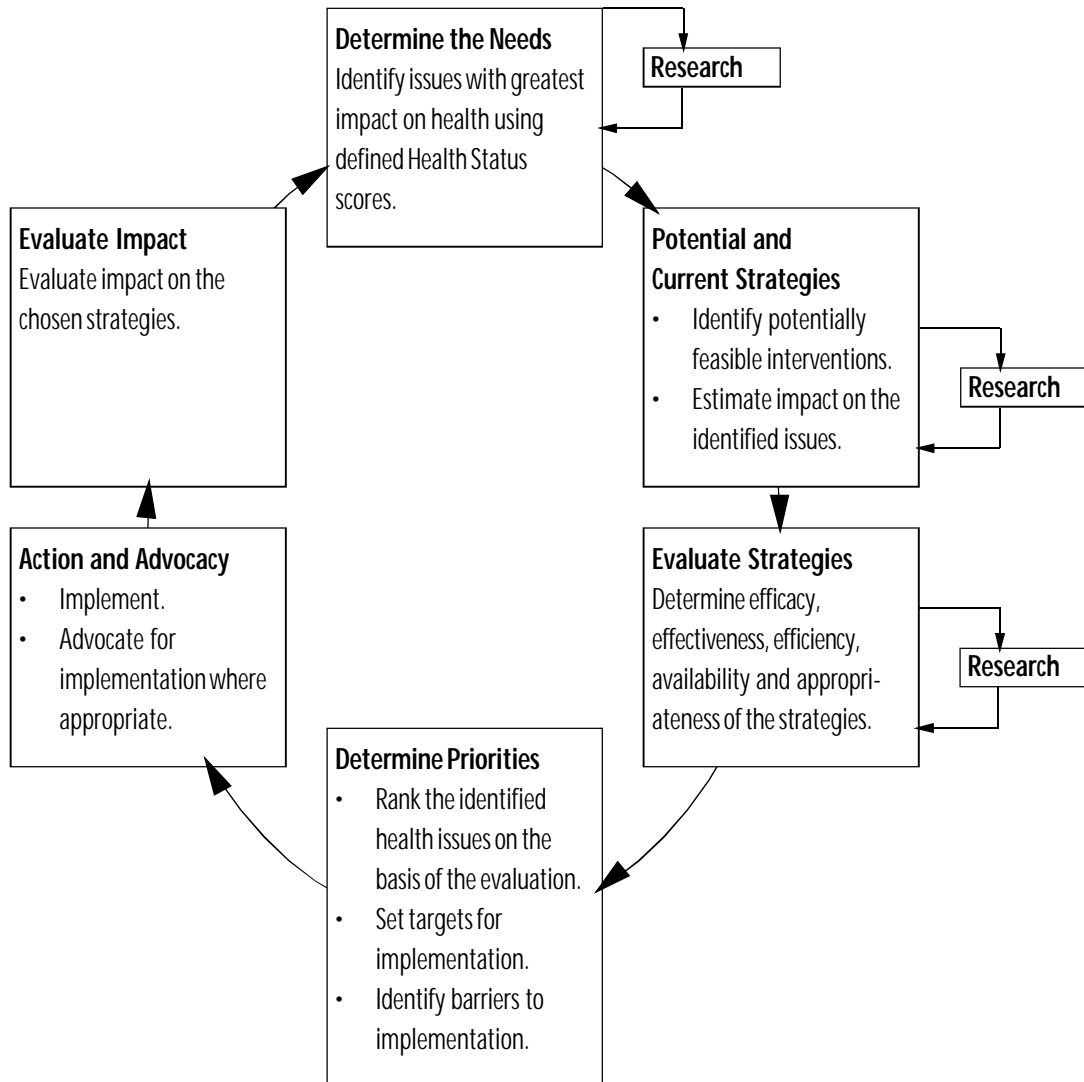 Determine the Needs
Identify issues with greatest
impact on health using
defined Health Status
scores.
Research
Potential and
Current Strategies
• Identify potentially
feasible interventions.
• Estimate impact on the
identified issues.
Research
Evaluate Strategies
Determine efficacy,
effectiveness, efficiency,
availability and appropri-
ateness of the strategies.
Research
Determine Priorities
• Rank the identified
health issues on the
basis of the evaluation.
• Set targets for
implementation.
• Identify barriers to
implementation.
Action and Advocacy
• Implement.
• Advocate for
implementation where
appropriate.
Evaluate Impact
Evaluate impact on the
chosen strategies.